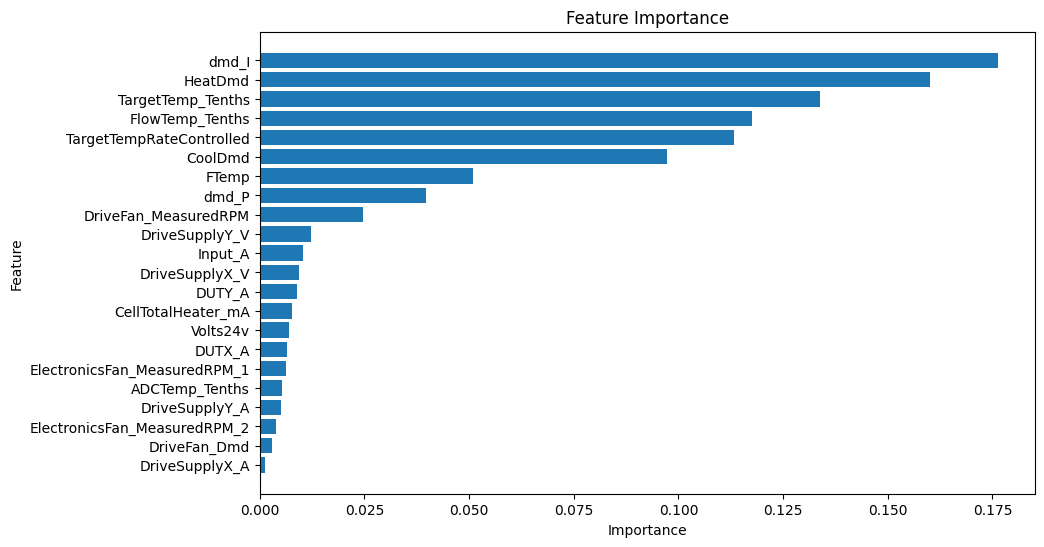 Feature Importance
dmd_I
HeatDmd
TargetTemp_Tenths
FlowTemp_Tenths
TargetTempRateControlled
CoolDmd
FTemp
dmd_P
DriveFan_MeasuredRPM
DriveSupplyY_V
Input_A
DriveSupplyX_V
DUTY_A
CellTotalHeater_mA
Volts24v
DUTX_A
ElectronicsFan_MeasuredRPM_1
ADCTemp_Tenths
DriveSupplyY_A
ElectronicsFan_MeasuredRPM_2
DriveFan_Dmd
DriveSupplyX_A
Feature
0.000 0.025 0.050 0.075 0.100 0.125 0.150 0.175
Importance